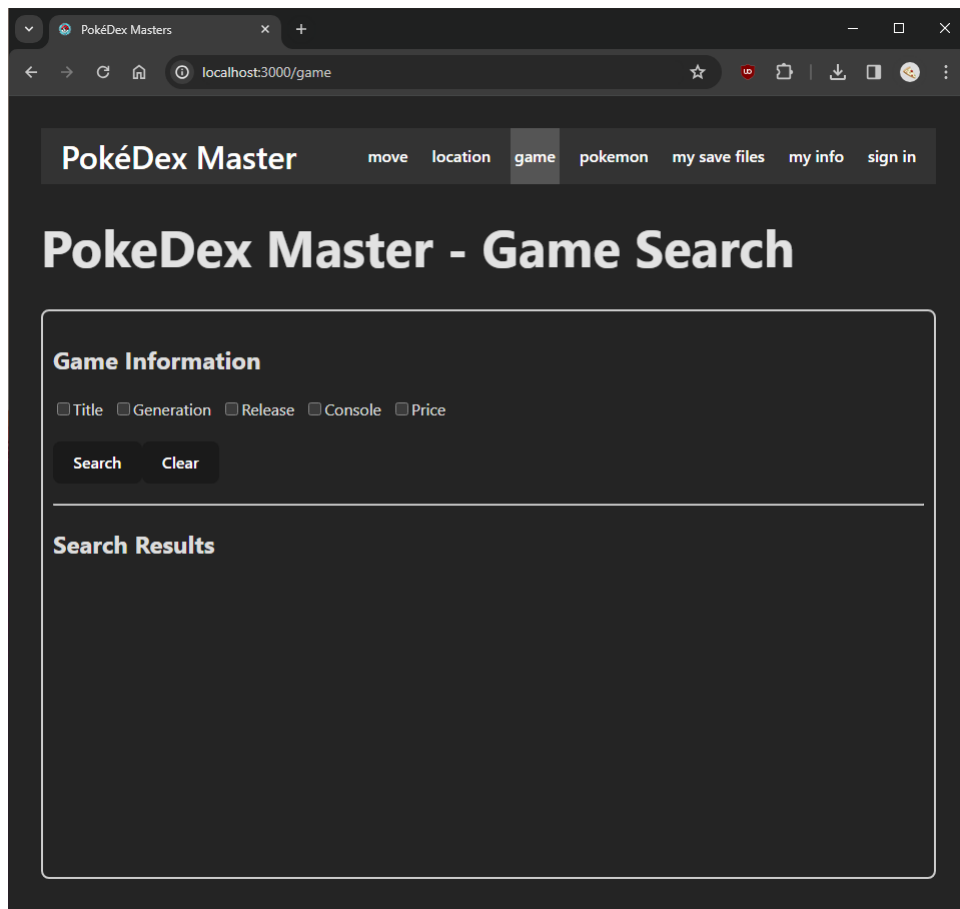 PokéDex Masters
localhost:3000/game
PokéDex Master move location game pokemon my save files my info sign in
PokeDex Master - Game Search
Game Information
Title Generation Release Console Price
Search Clear
Search Results